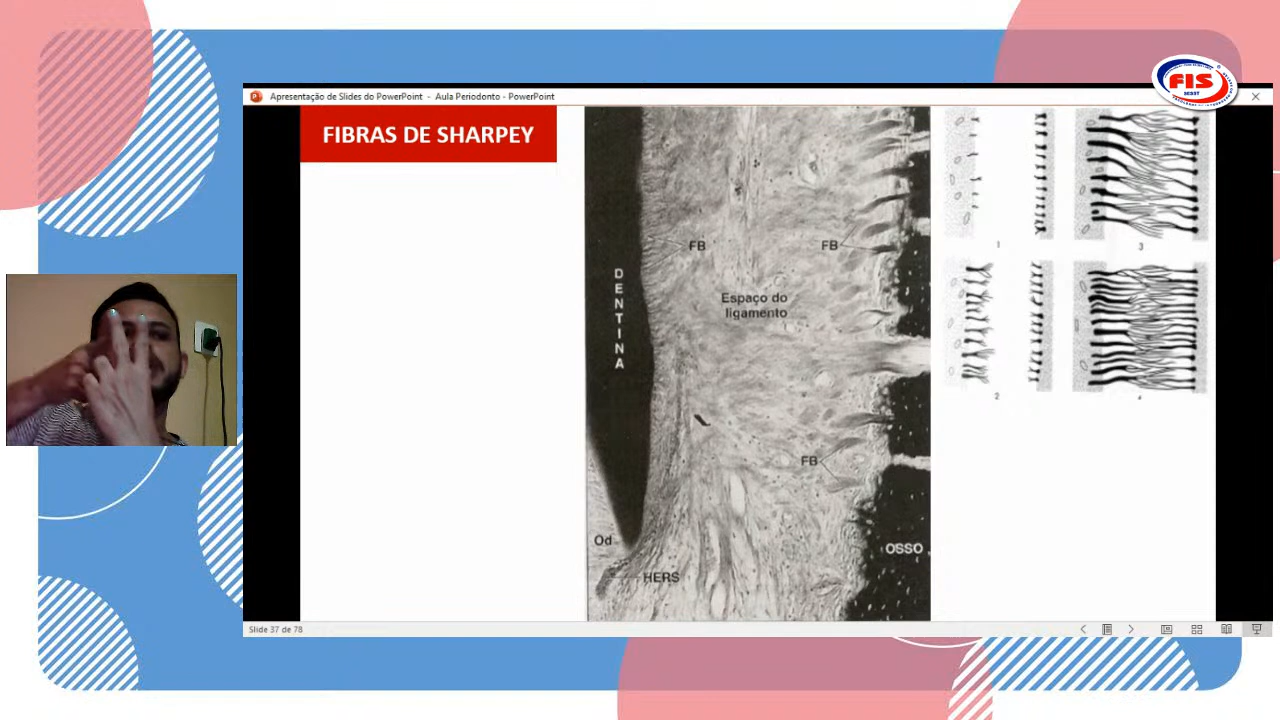 Apresentação de Slides do PowerPoint - Aula Periodonto - PowerPoint
FIS
FIBRAS DE SHARPEY
FB
FB
DENTINA
Espaço do
ligamento
FB
Od
HERS
OSSO
1
3
2
4
Slide 37 de 78